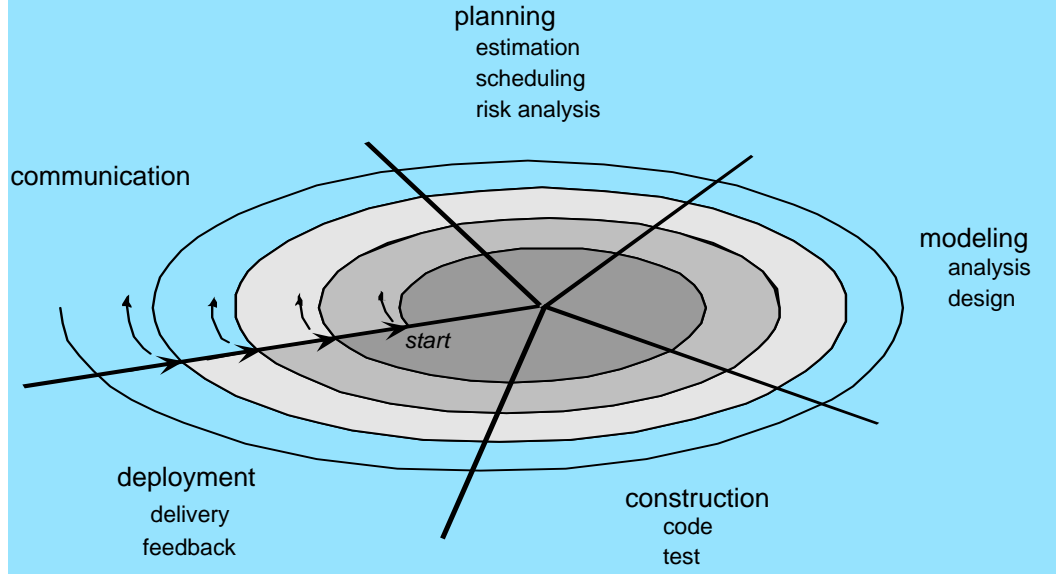 planning
estimation
scheduling
risk analysis
communication
modeling
analysis
design
start
deployment
delivery
feedback
construction
code
test